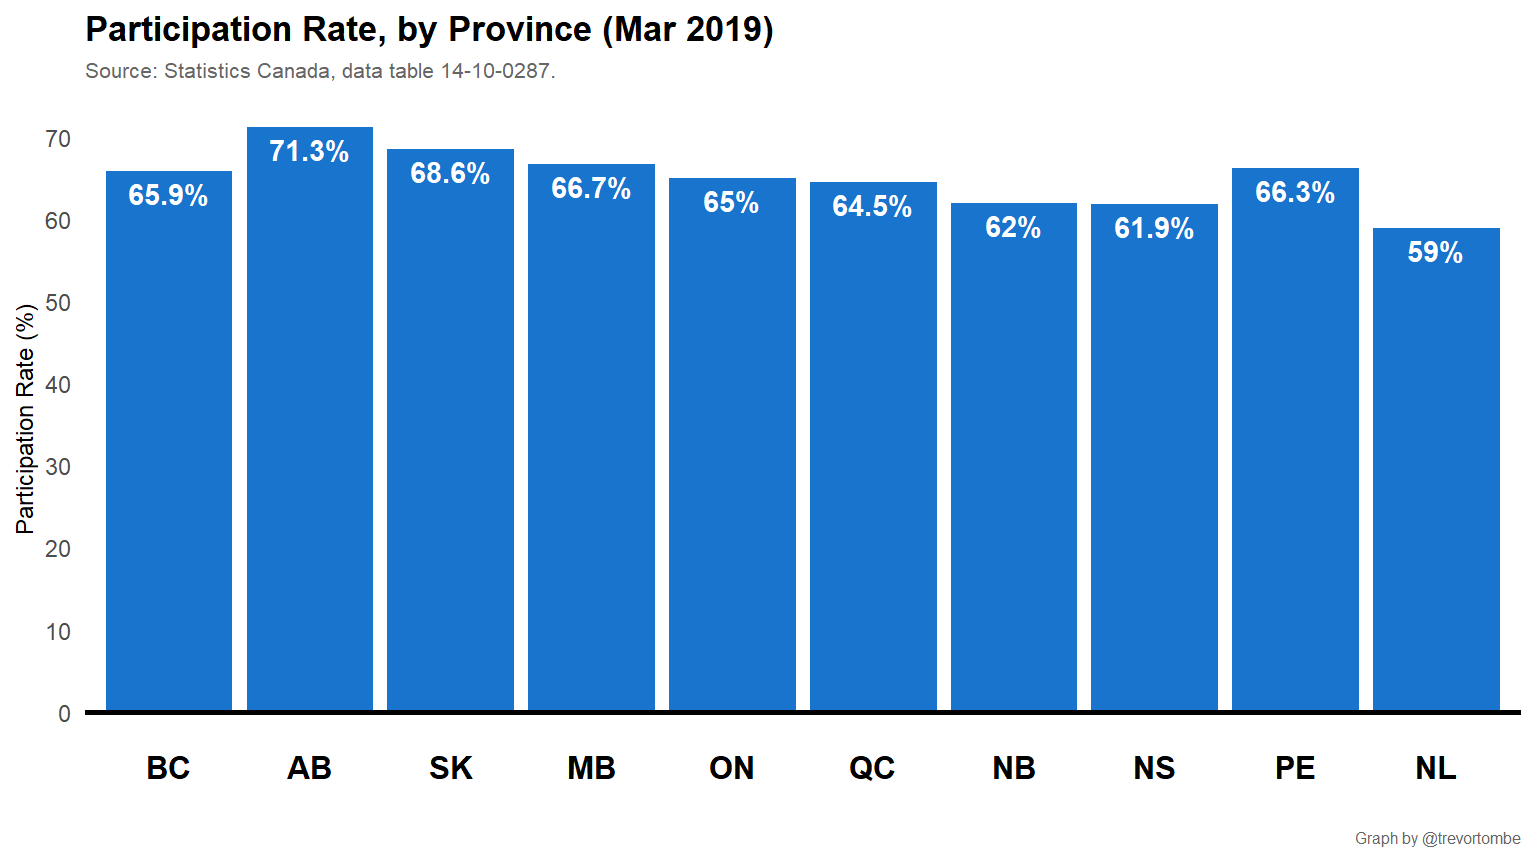 Participation Rate, by Province (Mar 2019)
Source: Statistics Canada, data table 14-10-0287.
Participation Rate (%)
70
60
50
40
30
20
10
0
65.9%
71.3%
68.6%
66.7%
65%
64.5%
62%
61.9%
66.3%
59%
BC
AB
SK
MB
ON
QC
NB
NS
PE
NL
Graph by @trevortombe